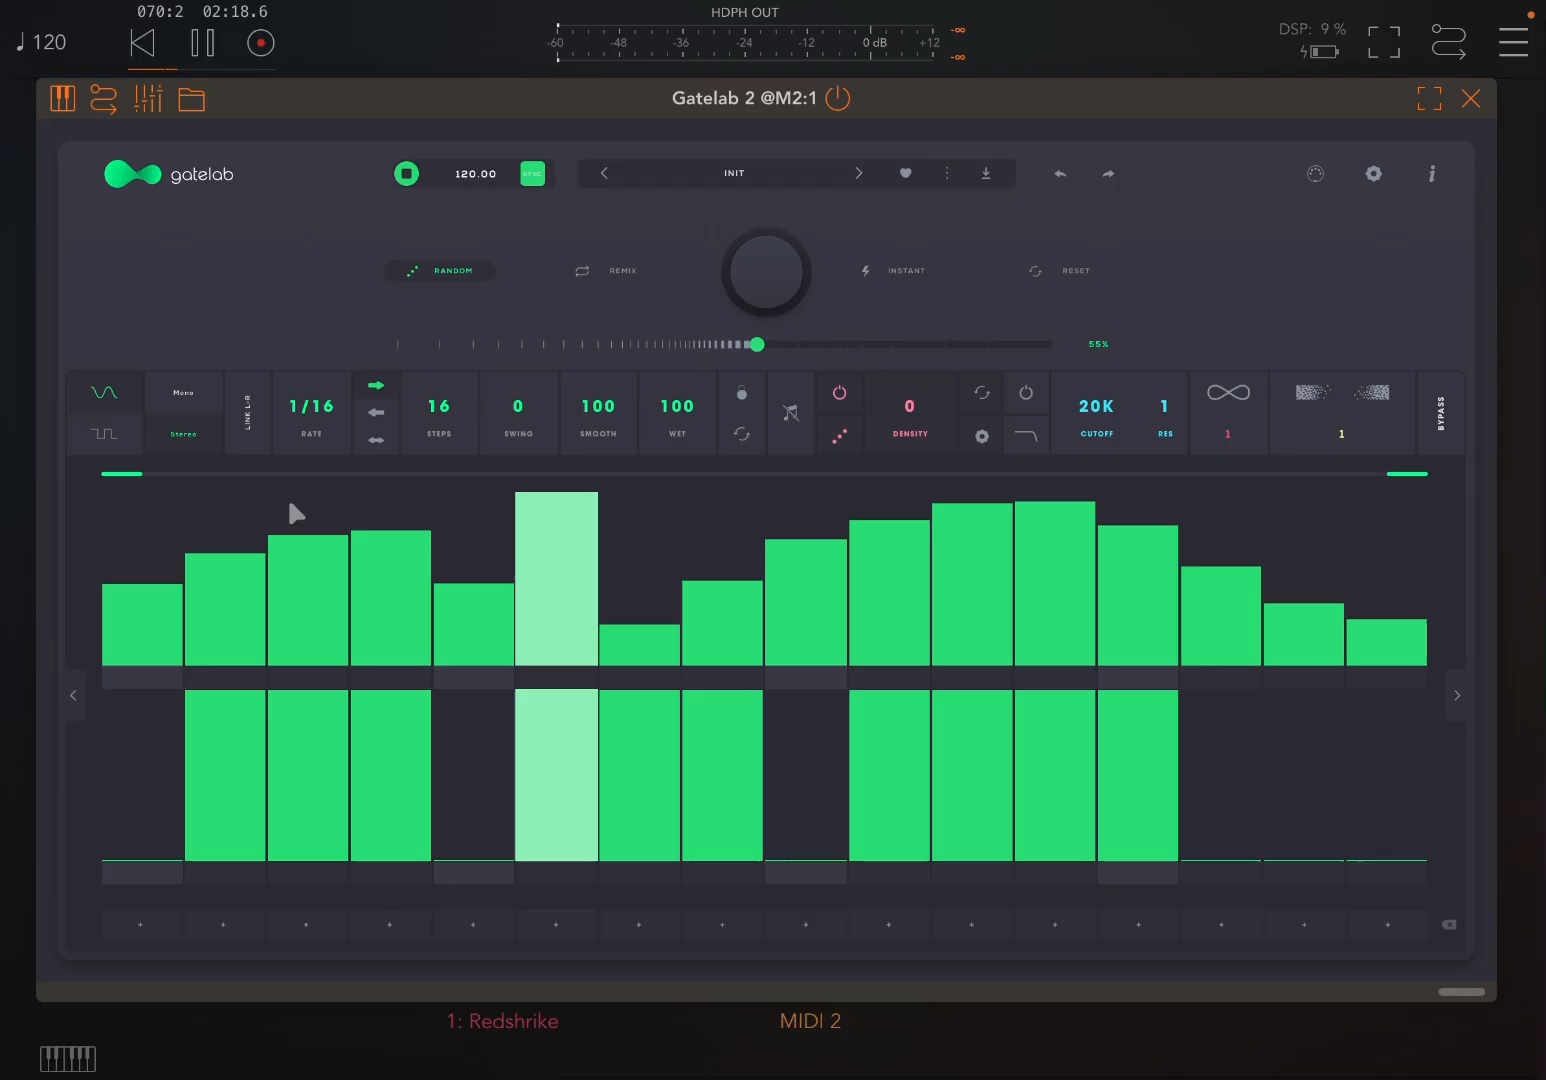 070:2 02:18.6
HDPH OUT
120
-60 -48 -36 -24 -12 0 dB +12
-∞
-∞
DSP: 9 %
Gatelab 2 @M2:1
gatelab
120.00
SYNC
INIT
RANDOM
REMIX
INSTANT
RESET
55%
Mono
Stereo
LINK L-R
1/16
RATE
16
STEPS
0
SWING
100
SMOOTH
100
WET
0
DENSITY
20K
CUTOFF
1
RES
1
1
BYPASS
1: Redshrike
MIDI 2